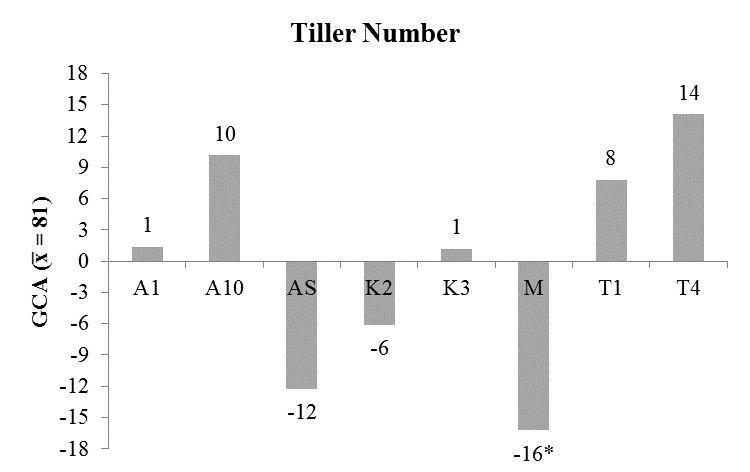 Tiller Number
GCA (x̅ = 81)
18
15
12
9
6
3
0
-3
-6
-9
-12
-15
-18
1
10
-12
-6
1
-16*
8
14
A1
A10
AS
K2
K3
M
T1
T4